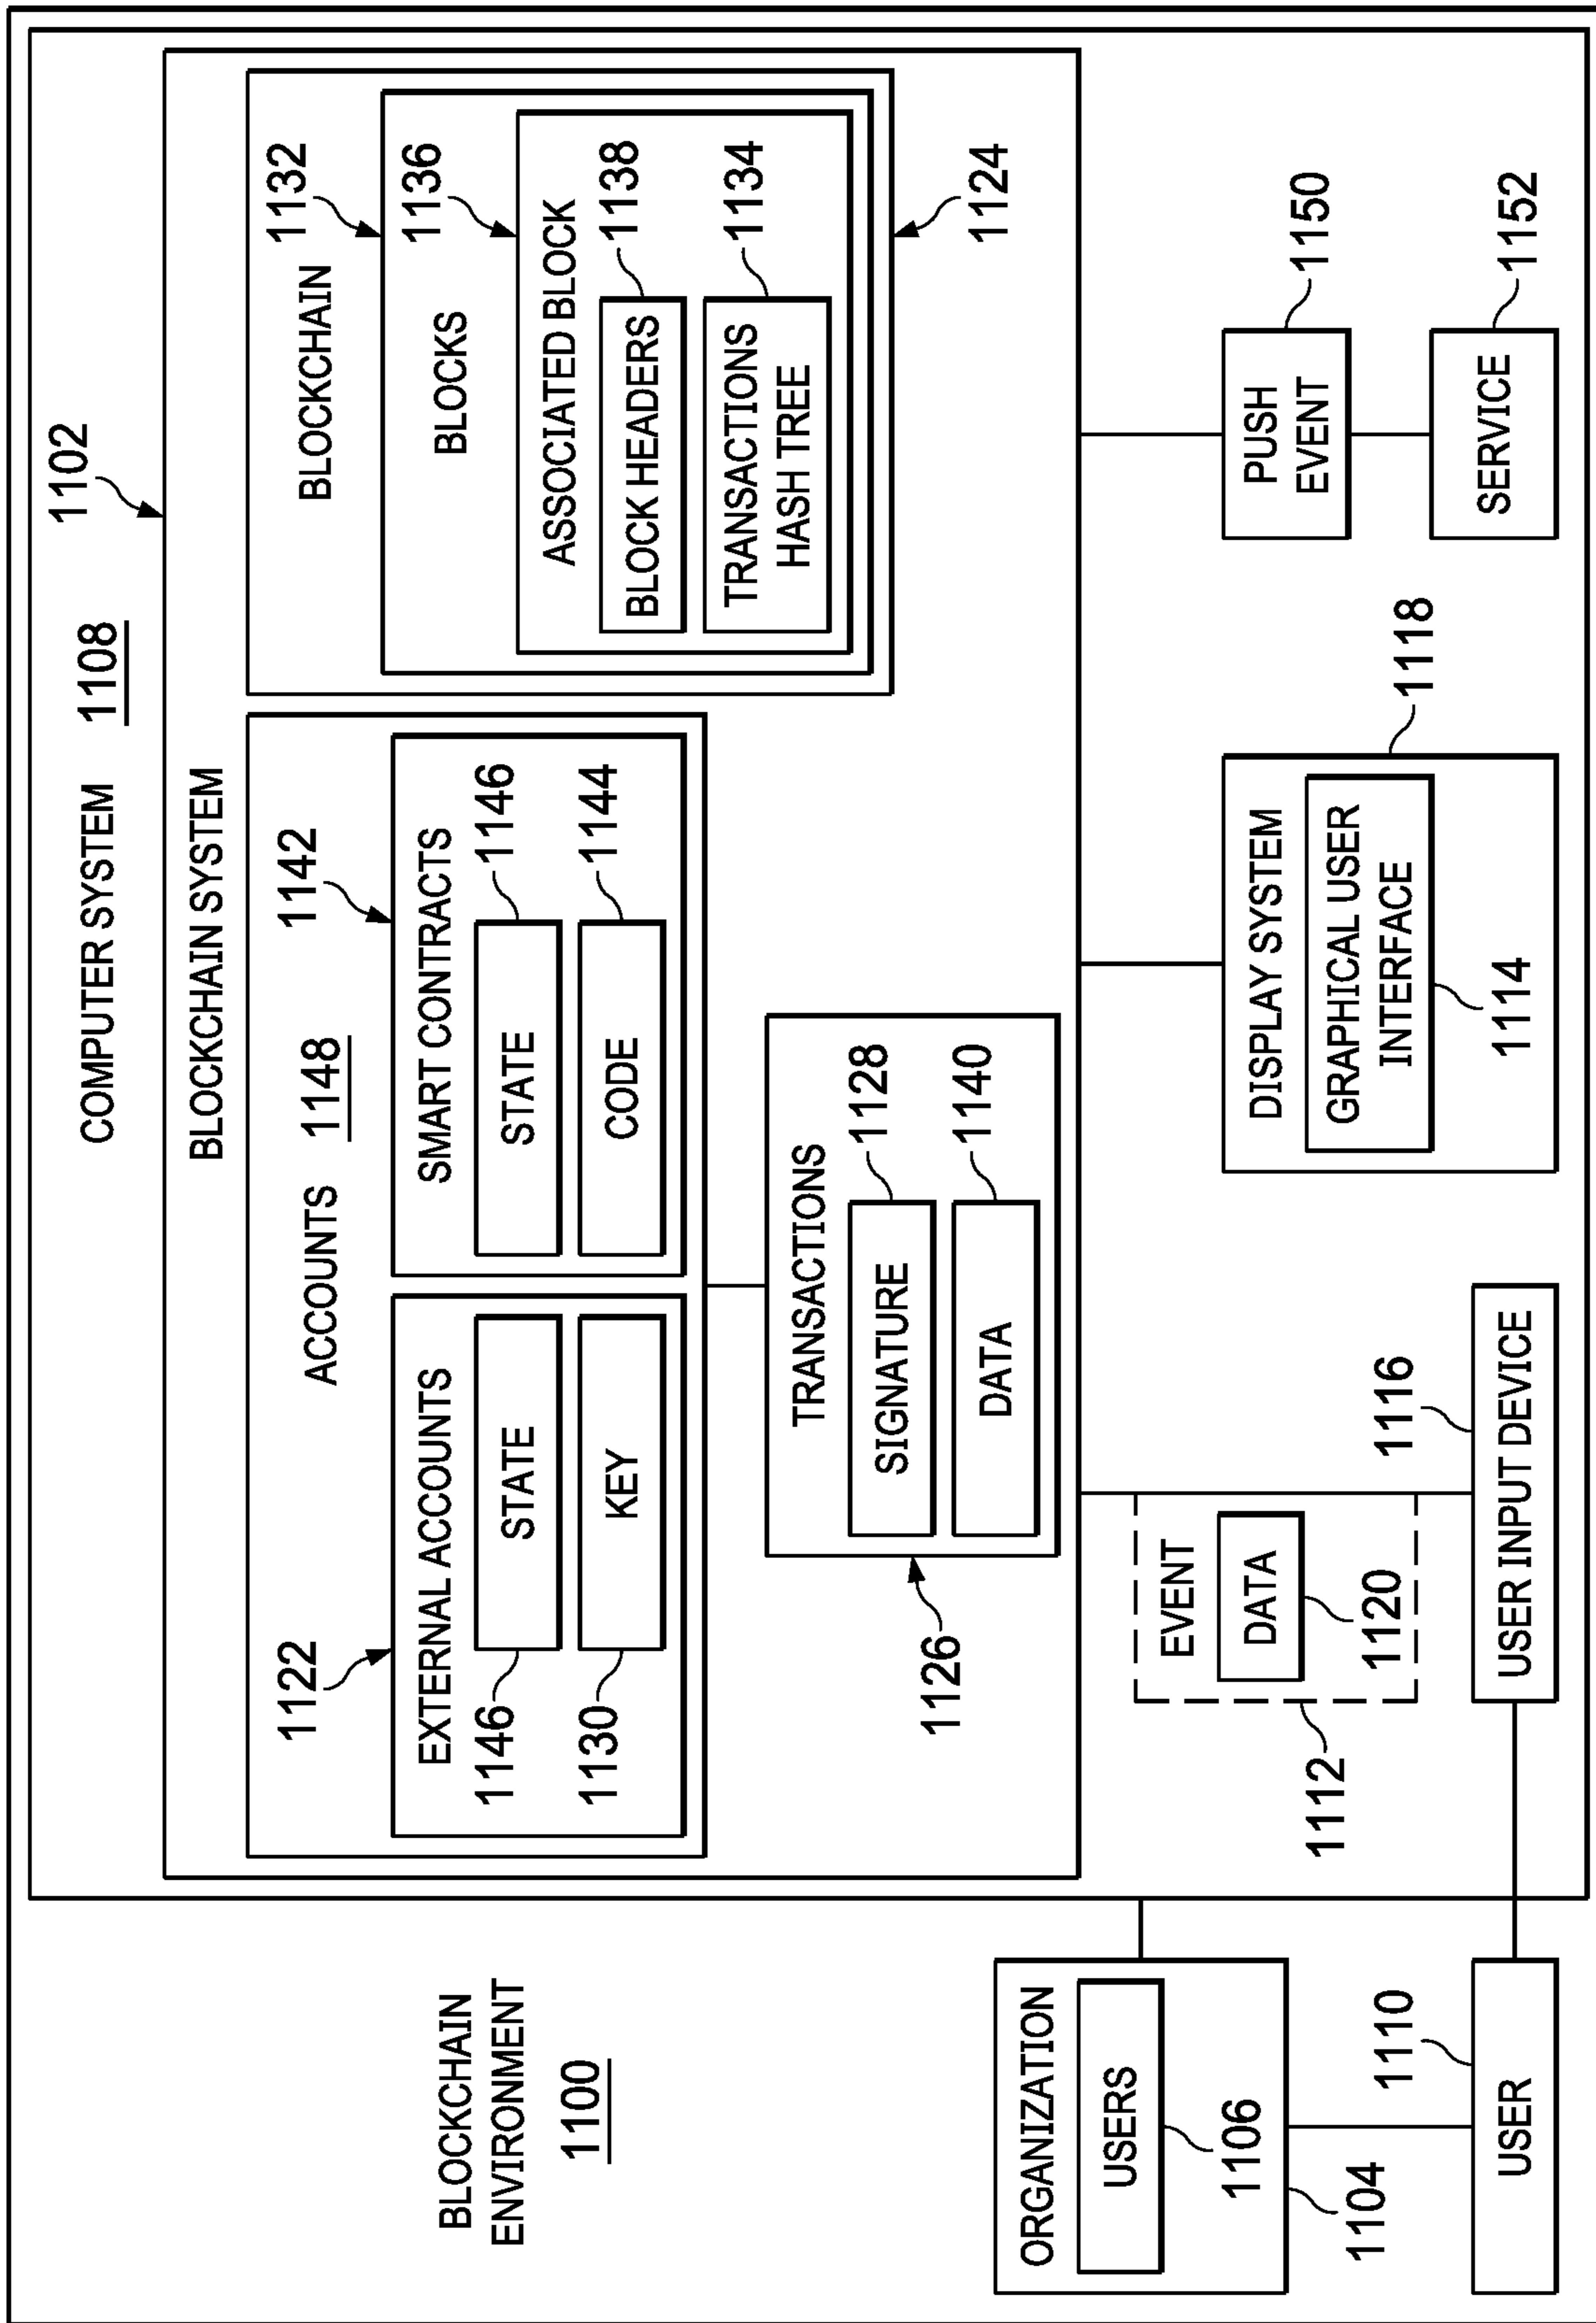 COMPUTER SYSTEM 1108
1102
BLOCKCHAIN SYSTEM
ACCOUNTS 1148
1122
EXTERNAL ACCOUNTS
1146
STATE
1130
KEY
1142
SMART CONTRACTS
STATE
1146
CODE
1144
BLOCKCHAIN
1132
BLOCKS
1136
ASSOCIATED BLOCK
BLOCK HEADERS
1138
TRANSACTIONS
HASH TREE
1134
1124
TRANSACTIONS
SIGNATURE
1128
DATA
1140
1126
BLOCKCHAIN
ENVIRONMENT
1100
ORGANIZATION
USERS
1106
1104
1110
USER
EVENT
DATA
1120
1112
1116
USER INPUT DEVICE
DISPLAY SYSTEM
GRAPHICAL USER
INTERFACE
1114
1118
PUSH
EVENT
1150
SERVICE
1152